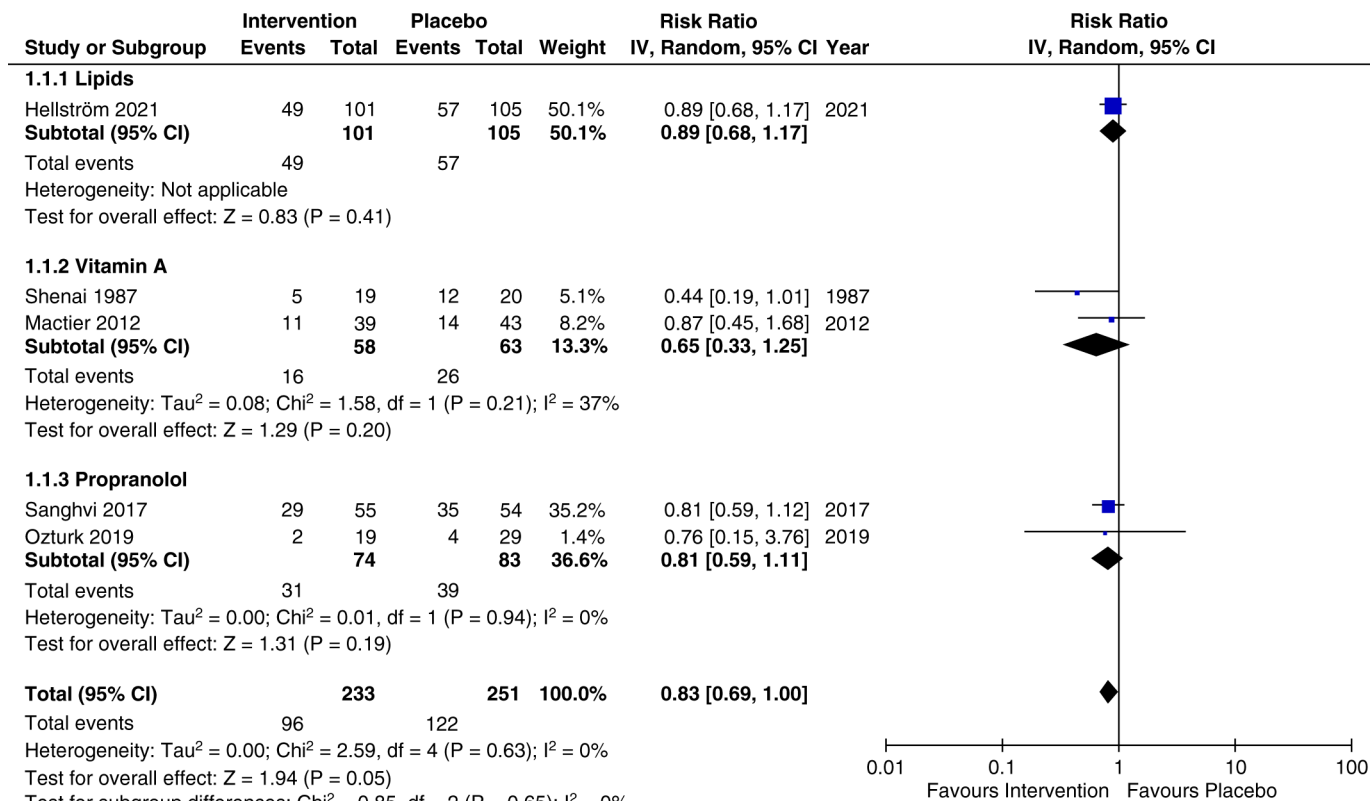 Intervention Placebo Risk Ratio Risk Ratio
Study or Subgroup Events Total Events Total Weight IV, Random, 95% CI Year IV, Random, 95% CI
1.1.1 Lipids
Hellström 2021 49 101 57 105 50.1% 0.89 [0.68, 1.17] 2021
Subtotal (95% CI) 101 105 50.1% 0.89 [0.68, 1.17]
Total events 49 57
Heterogeneity: Not applicable
Test for overall effect: Z = 0.83 (P = 0.41)
1.1.2 Vitamin A
Shenai 1987 5 19 12 20 5.1% 0.44 [0.19, 1.01] 1987
Mactier 2012 11 39 14 43 8.2% 0.87 [0.45, 1.68] 2012
Subtotal (95% CI) 58 63 13.3% 0.65 [0.33, 1.25]
Total events 16 26
Heterogeneity: Tau² = 0.08; Chi² = 1.58, df = 1 (P = 0.21); I² = 37%
Test for overall effect: Z = 1.29 (P = 0.20)
1.1.3 Propranolol
Sanghvi 2017 29 55 35 54 35.2% 0.81 [0.59, 1.12] 2017
Ozturk 2019 2 19 4 29 1.4% 0.76 [0.15, 3.76] 2019
Subtotal (95% CI) 74 83 36.6% 0.81 [0.59, 1.11]
Total events 31 39
Heterogeneity: Tau² = 0.00; Chi² = 0.01, df = 1 (P = 0.94); I² = 0%
Test for overall effect: Z = 1.31 (P = 0.19)
Total (95% CI) 233 251 100.0% 0.83 [0.69, 1.00]
Total events 96 122
Heterogeneity: Tau² = 0.00; Chi² = 2.59, df = 4 (P = 0.63); I² = 0%
Test for overall effect: Z = 1.94 (P = 0.05)
Test for subgroup differences: Chi² = 0.85, df = 2 (P = 0.65); I² = 0%
0.01 0.1 1 10 100
Favours Intervention Favours Placebo